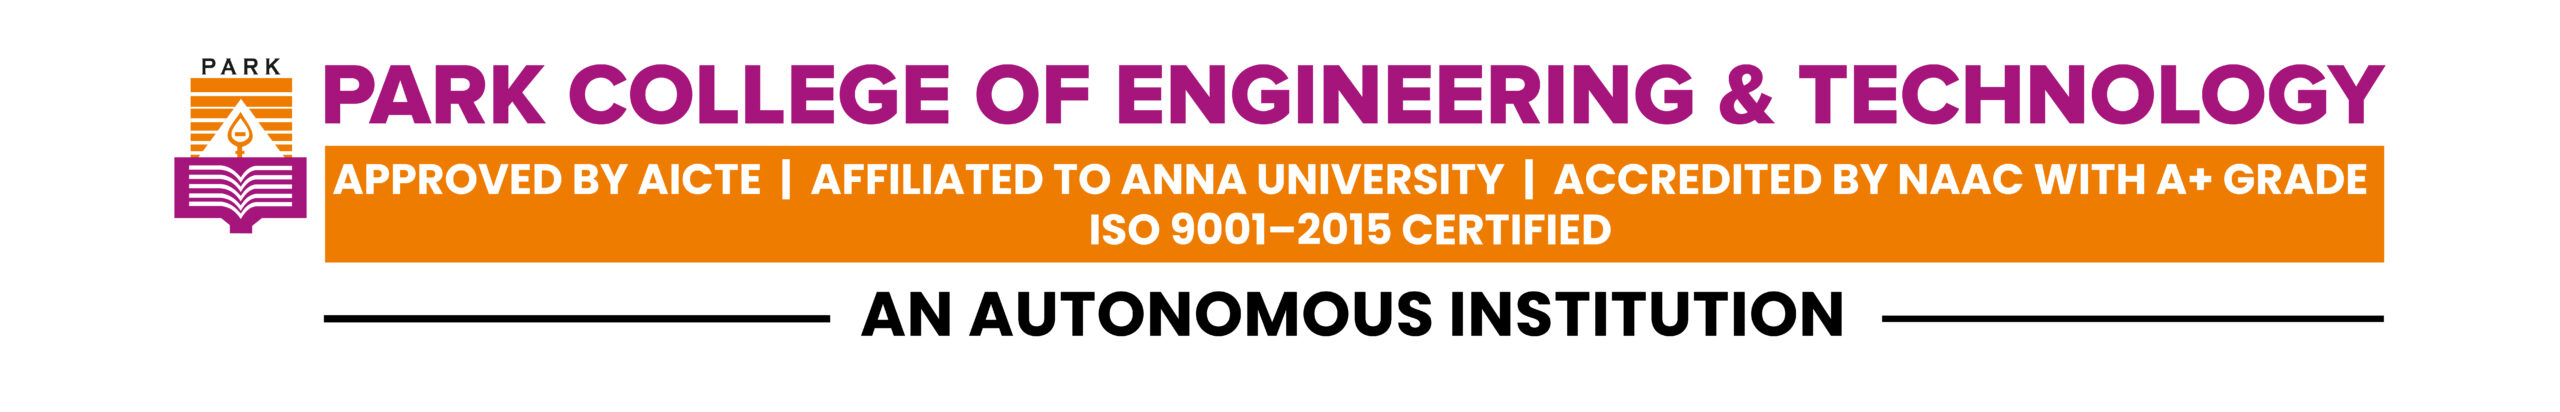 PARK
PARK COLLEGE OF ENGINEERING & TECHNOLOGY
APPROVED BY AICTE | AFFILIATED TO ANNA UNIVERSITY | ACCREDITED BY NAAC WITH A+ GRADE
ISO 9001–2015 CERTIFIED
AN AUTONOMOUS INSTITUTION